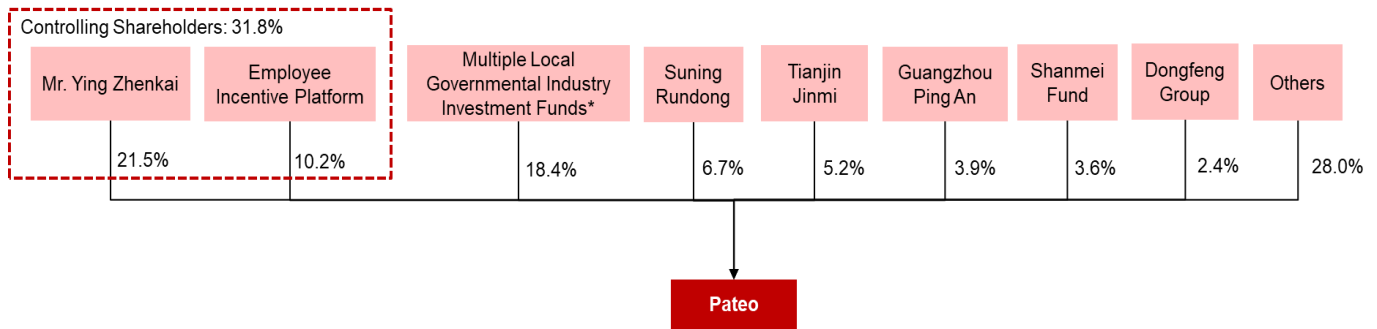 Controlling Shareholders: 31.8%
Mr. Ying Zhenkai
Employee
Incentive Platform
Multiple Local
Governmental Industry
Investment Funds*
Suning
Rundong
Tianjin
Jinmi
Guangzhou
Ping An
Shanmei
Fund
Dongfeng
Group
Others
21.5%
10.2%
18.4%
6.7%
5.2%
3.9%
3.6%
2.4%
28.0%
Pateo